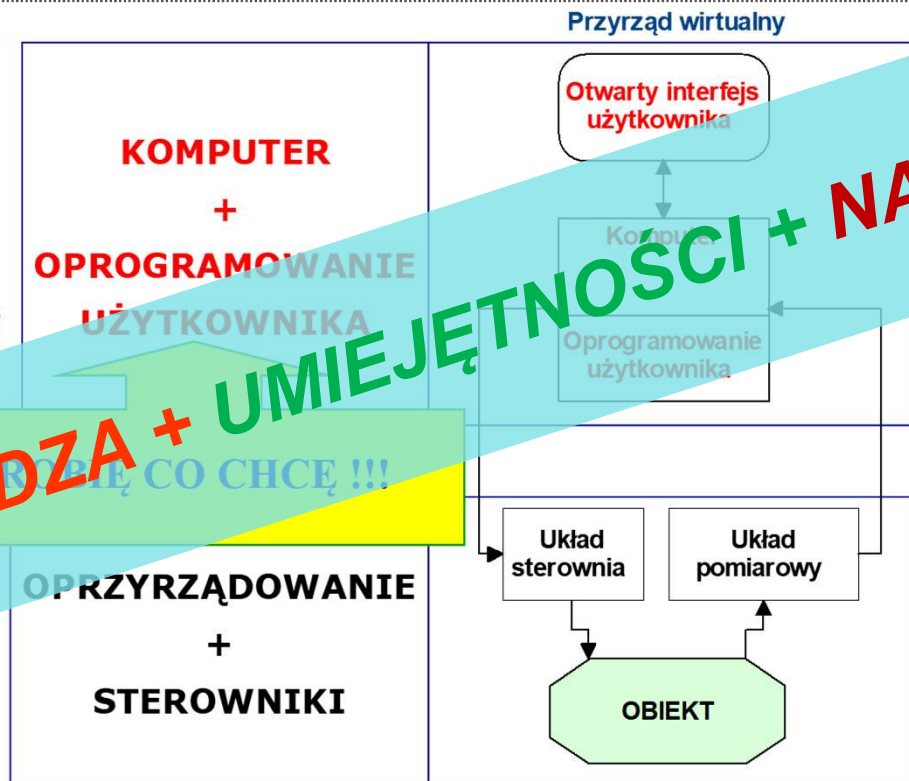 Przyrząd wirtualny
KOMPUTER
+
OPROGRAMOWANIE
UŻYTKOWNIKA
ROBIĘ CO CHCĘ !!!
OPRZYRZĄDOWANIE
+
STEROWNIKI
Otwarty interfejs
użytkownika
Komputer
Oprogramowanie
użytkownika
Układ
sterownia
Układ
pomiarowy
OBIEKT
DZA + UMIEJĘTNOŚCI + NA